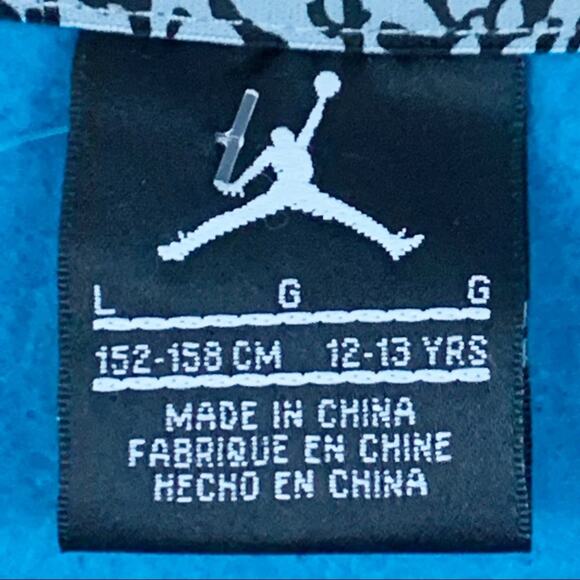 L G G
152-158 CM 12-13 YRS
MADE IN CHINA
FABRIQUE EN CHINE
HECHO EN CHINA